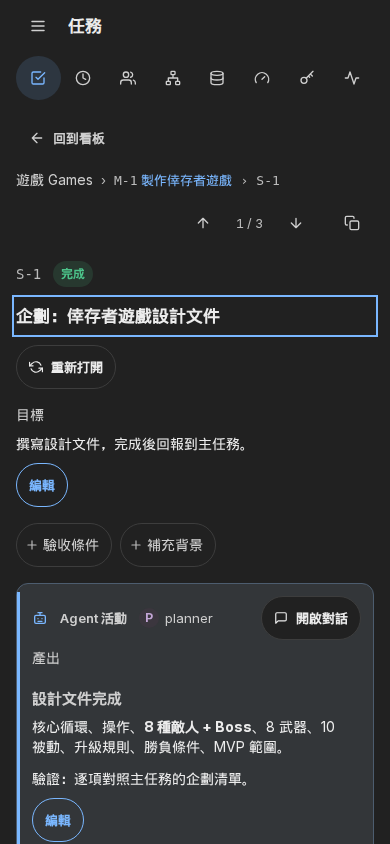 任務
回到看板
遊戲 Games › M-1 製作倖存者遊戲 › S-1
1 / 3
S-1 完成
企劃：倖存者遊戲設計文件
重新打開
目標
撰寫設計文件，完成後回報到主任務。
編輯
+ 驗收條件 + 補充背景
Agent 活動 P planner 開啟對話
產出
設計文件完成
核心循環、操作、8 種敵人 + Boss、8 武器、10
被動、升級規則、勝負條件、MVP 範圍。
驗證：逐項對照主任務的企劃清單。
編輯